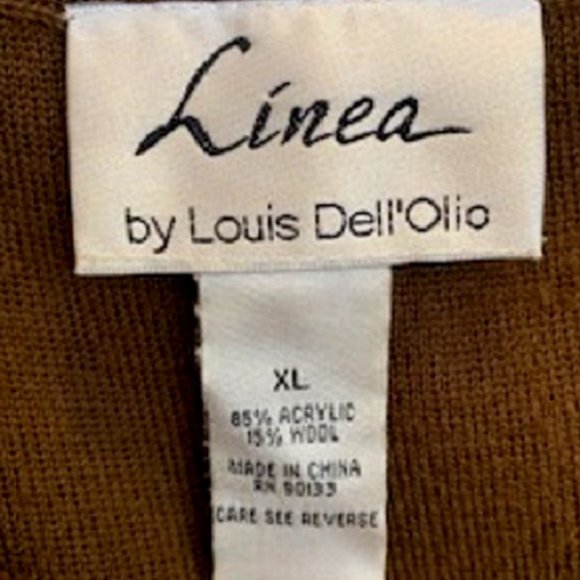 Linea
by Louis Dell'Olio
XL
85% ACRYLIC
15% WOOL
MADE IN CHINA
RN 90133
CARE SEE REVERSE